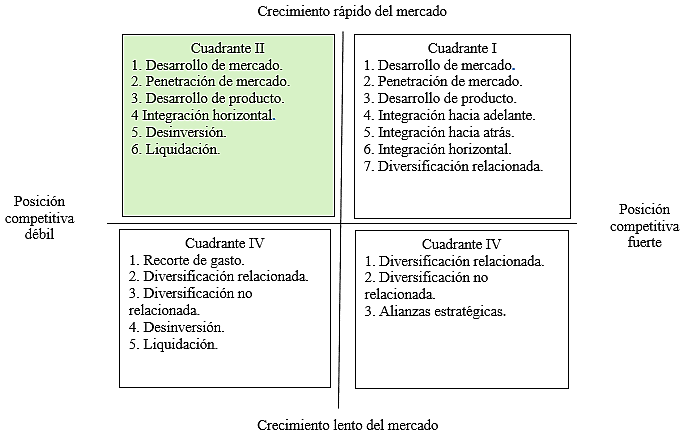 Crecimiento rápido del mercado
Cuadrante II
1. Desarrollo de mercado.
2. Penetración de mercado.
3. Desarrollo de producto.
4 Integración horizontal.
5. Desinversión.
6. Liquidación.
Cuadrante I
1. Desarrollo de mercado.
2. Penetración de mercado.
3. Desarrollo de producto.
4. Integración hacia adelante.
5. Integración hacia atrás.
6. Integración horizontal.
7. Diversificación relacionada.
Posición
competitiva
débil
Posición
competitiva
fuerte
Cuadrante IV
1. Recorte de gasto.
2. Diversificación relacionada.
3. Diversificación no
relacionada.
4. Desinversión.
5. Liquidación.
Cuadrante IV
1. Diversificación relacionada.
2. Diversificación no
relacionada.
3. Alianzas estratégicas.
Crecimiento lento del mercado